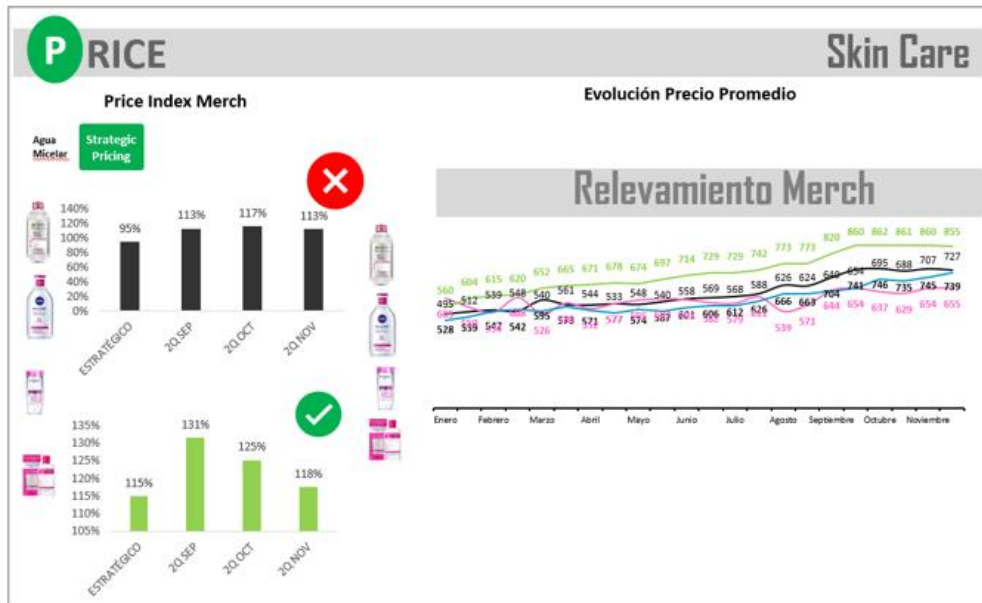 PRICE
Skin Care
Price Index Merch
Evolución Precio Promedio
Agua
Micelar
Strategic
Pricing
Relevamiento Merch
140%
120%
100%
80%
60%
40%
20%
0%
95%
113%
117%
113%
ESTRATÉGICO
2Q.SEP
2Q.OCT
2Q.NOV
NIVEA
135%
130%
125%
120%
115%
110%
105%
115%
131%
125%
118%
ESTRATÉGICO
2Q.SEP
2Q.OCT
2Q.NOV
NIVEA
560 604 615 620 652 665 671 678 674 697 714 729 729 742 773 773 820 860 862 861 860 855
495 512 539 548 540 561 544 533 548 540 558 569 568 588 626 624 640 654 695 688 707 727
528 539 542 542 595 573 571 577 574 587 601 606 612 626 666 663 704 741 746 735 745 739
526 539 571 644 654 637 629 654 655
Enero Febrero Marzo Abril Mayo Junio Julio Agosto Septiembre Octubre Noviembre